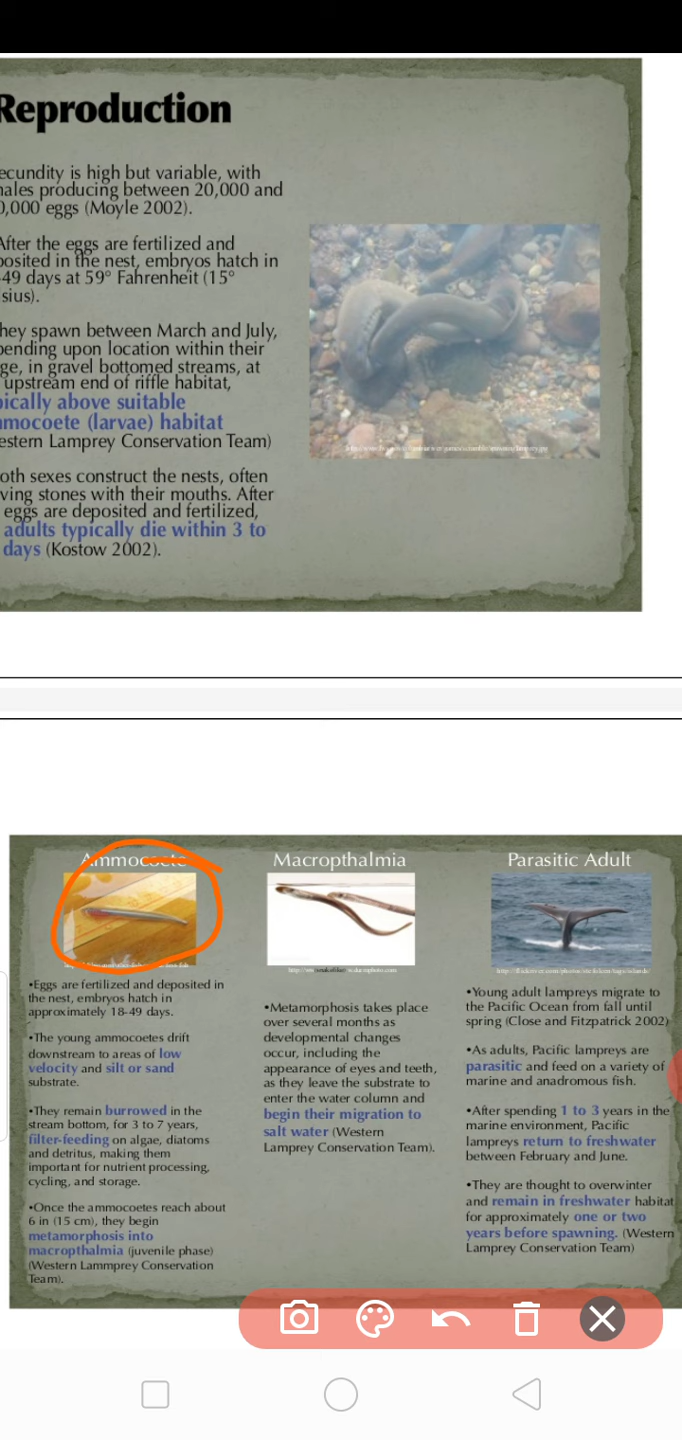 Reproduction
ecundity is high but variable, with
ales producing between 20,000 and
0,000 eggs (Moyle 2002).
After the eggs are fertilized and
posited in the nest, embryos hatch in
49 days at 59° Fahrenheit (15°
sius).
hey spawn between March and July,
pending upon location within their
ge, in gravel bottomed streams, at
upstream end of riffle habitat,
pically above suitable
mocoete (larvae) habitat
estern Lamprey Conservation Team)
oth sexes construct the nests, often
ving stones with their mouths. After
eggs are deposited and fertilized,
adults typically die within 3 to
days (Kostow 2002).
Ammocoete
•Eggs are fertilized and deposited in
the nest, embryos hatch in
approximately 18-49 days.
•The young ammocoetes drift
downstream to areas of low
velocity and silt or sand
substrate.
•They remain burrowed in the
stream bottom, for 3 to 7 years,
filter-feeding on algae, diatoms
and detritus, making them
important for nutrient processing,
cycling, and storage.
•Once the ammocoetes reach about
6 in (15 cm), they begin
metamorphosis into
macropthalmia (juvenile phase)
(Western Lammprey Conservation
Team).
Macropthalmia
•Metamorphosis takes place
over several months as
developmental changes
occur, including the
appearance of eyes and teeth,
as they leave the substrate to
enter the water column and
begin their migration to
salt water (Western
Lamprey Conservation Team).
Parasitic Adult
•Young adult lampreys migrate to
the Pacific Ocean from fall until
spring (Close and Fitzpatrick 2002)
•As adults, Pacific lampreys are
parasitic and feed on a variety of
marine and anadromous fish.
•After spending 1 to 3 years in the
marine environment, Pacific
lampreys return to freshwater
between February and June.
•They are thought to overwinter
and remain in freshwater habitat
for approximately one or two
years before spawning. (Western
Lamprey Conservation Team)